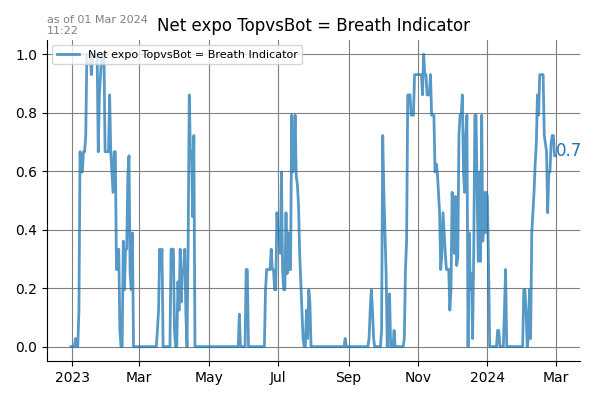 as of 01 Mar 2024
11:22
Net expo TopvsBot = Breath Indicator
Net expo TopvsBot = Breath Indicator
1.0
0.8
0.6
0.4
0.2
0.0
0.7
2023 Mar May Jul Sep Nov 2024 Mar